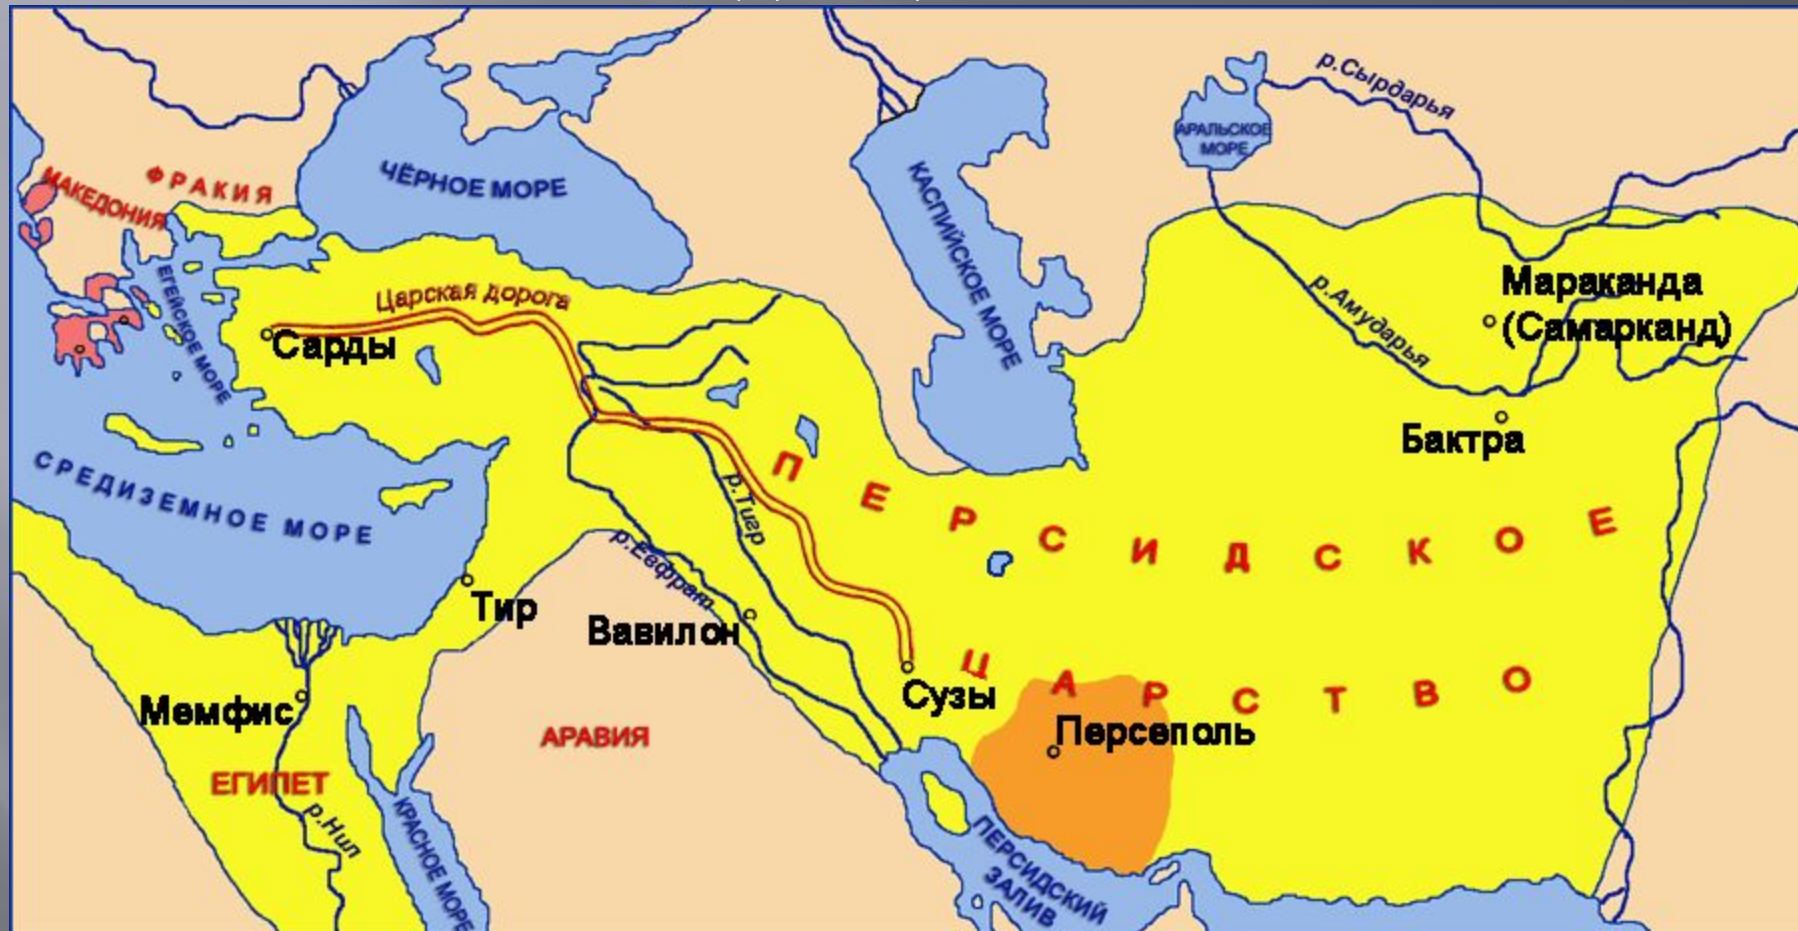 р.Сырдарья
АРАЛЬСКОЕ
МОРЕ
ФРАКИЯ
МАКЕДОНИЯ
ЧЁРНОЕ МОРЕ
КАСПИЙСКОЕ МОРЕ
ЕГЕЙСКОЕ МОРЕ
Царская дорога
Сарды
р.Амударья
Мараканда
(Самарканд)
Бактра
СРЕДИЗЕМНОЕ МОРЕ
ПЕРСИДСКОЕ
ЦАРСТВО
р.Тигр
р.Еефрат
Тир
Вавилон
Сузы
Мемфис
АРАВИЯ
Персеполь
ЕГИПЕТ
р.Нил
КРАСНОЕ МОРЕ
ПЕРСИДСКИЙ
ЗАЛИВ